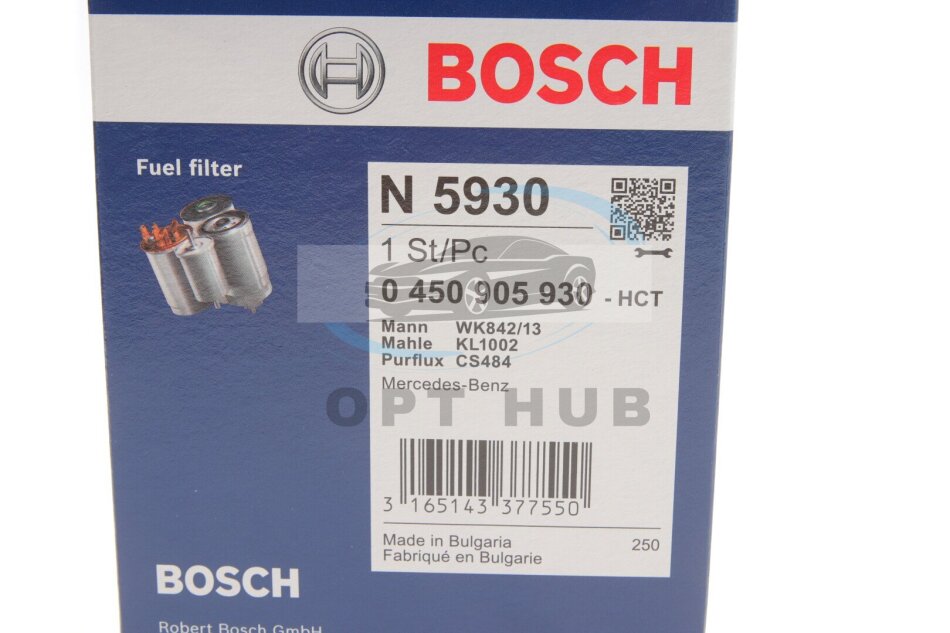 BOSCH
Fuel filter
N 5930
1 St/Pc
0 450 905 930 - HCT
Mann WK842/13
Mahle KL1002
Purflux CS484
Mercedes-Benz
OPT HUB
3 165143 377550
Made in Bulgaria 250
Fabriqué en Bulgarie
BOSCH
Robert Bosch GmbH